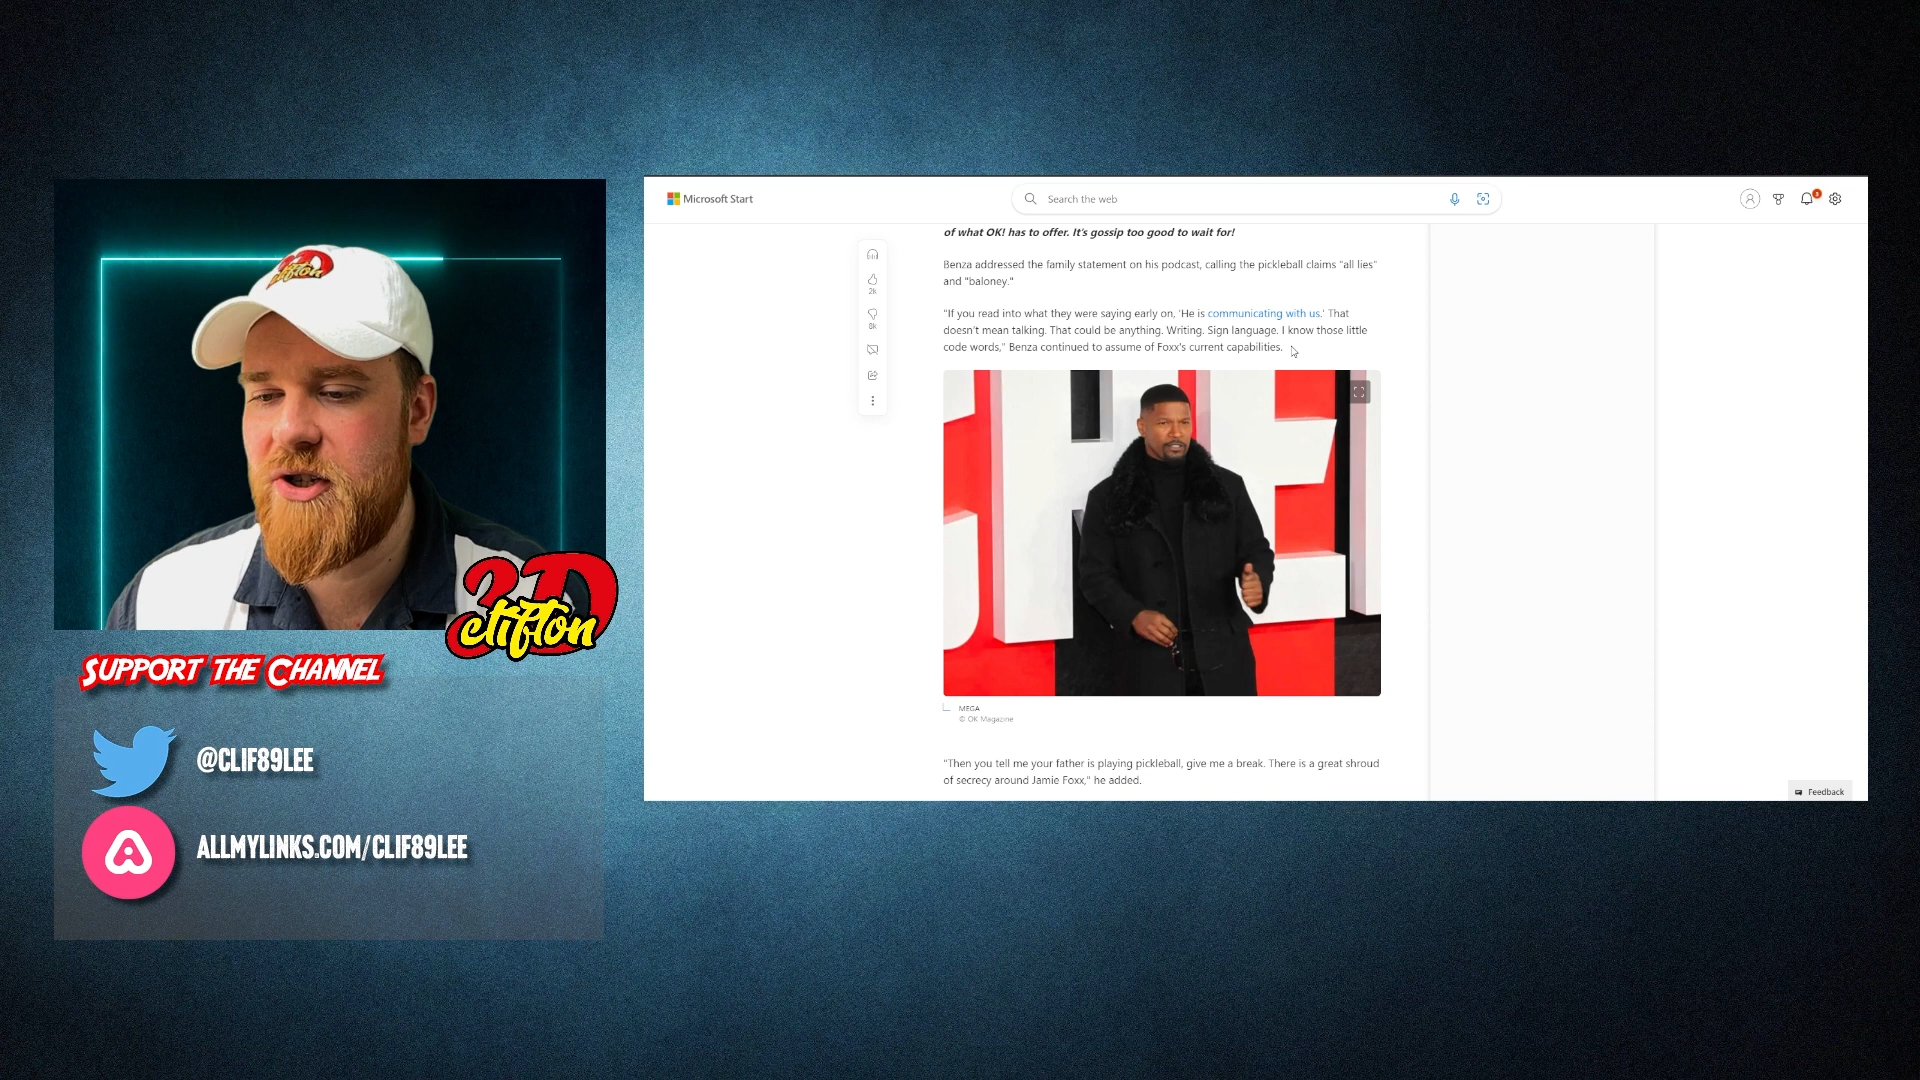 Microsoft Start
Search the web
3
of what OK! has to offer. It's gossip too good to wait for!
Benza addressed the family statement on his podcast, calling the pickleball claims "all lies"
and "baloney."
"If you read into what they were saying early on, 'He is communicating with us.' That
doesn't mean talking. That could be anything. Writing. Sign language. I know those little
code words," Benza continued to assume of Foxx's current capabilities.
2k
8k
MEGA
© OK Magazine
"Then you tell me your father is playing pickleball, give me a break. There is a great shroud
of secrecy around Jamie Foxx," he added.
Feedback
clifton
3D
clifton
SUPPORT THE CHANNEL
@CLIF89LEE
ALLMYLINKS.COM/CLIF89LEE